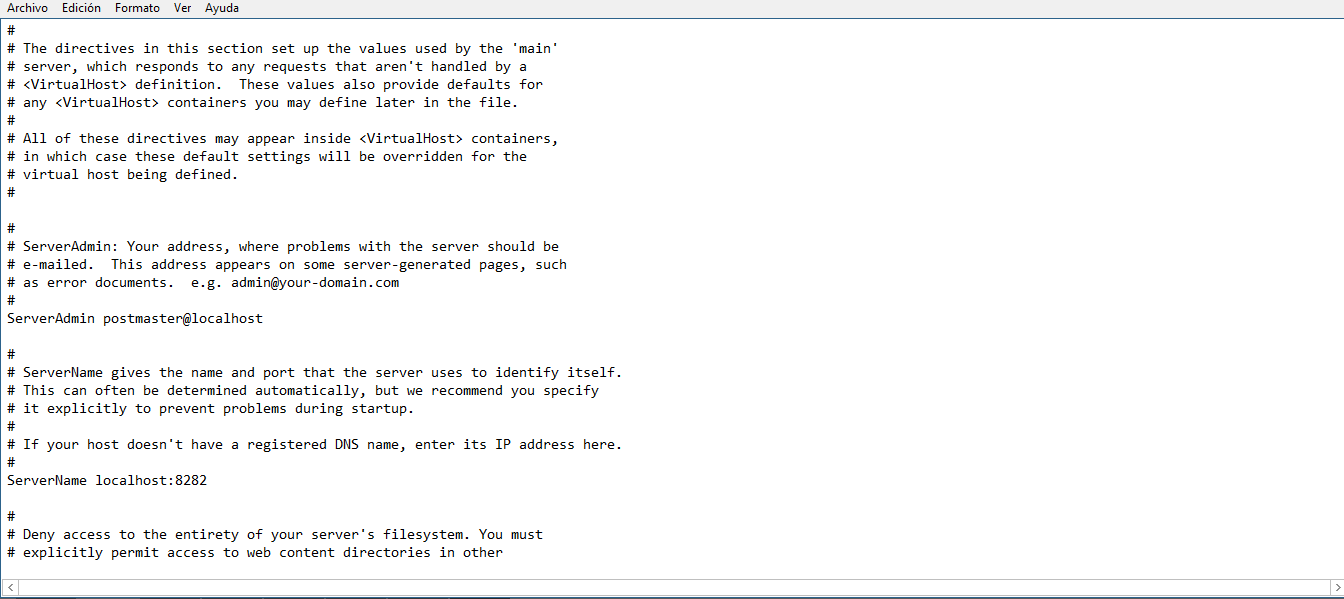 Archivo Edición Formato Ver Ayuda
#
# The directives in this section set up the values used by the 'main'
# server, which responds to any requests that aren't handled by a
# <VirtualHost> definition.  These values also provide defaults for
# any <VirtualHost> containers you may define later in the file.
#
# All of these directives may appear inside <VirtualHost> containers,
# in which case these default settings will be overridden for the
# virtual host being defined.
#

#
# ServerAdmin: Your address, where problems with the server should be
# e-mailed.  This address appears on some server-generated pages, such
# as error documents.  e.g. admin@your-domain.com
#
ServerAdmin postmaster@localhost

#
# ServerName gives the name and port that the server uses to identify itself.
# This can often be determined automatically, but we recommend you specify
# it explicitly to prevent problems during startup.
#
# If your host doesn't have a registered DNS name, enter its IP address here.
#
ServerName localhost:8282

#
# Deny access to the entirety of your server's filesystem. You must
# explicitly permit access to web content directories in other